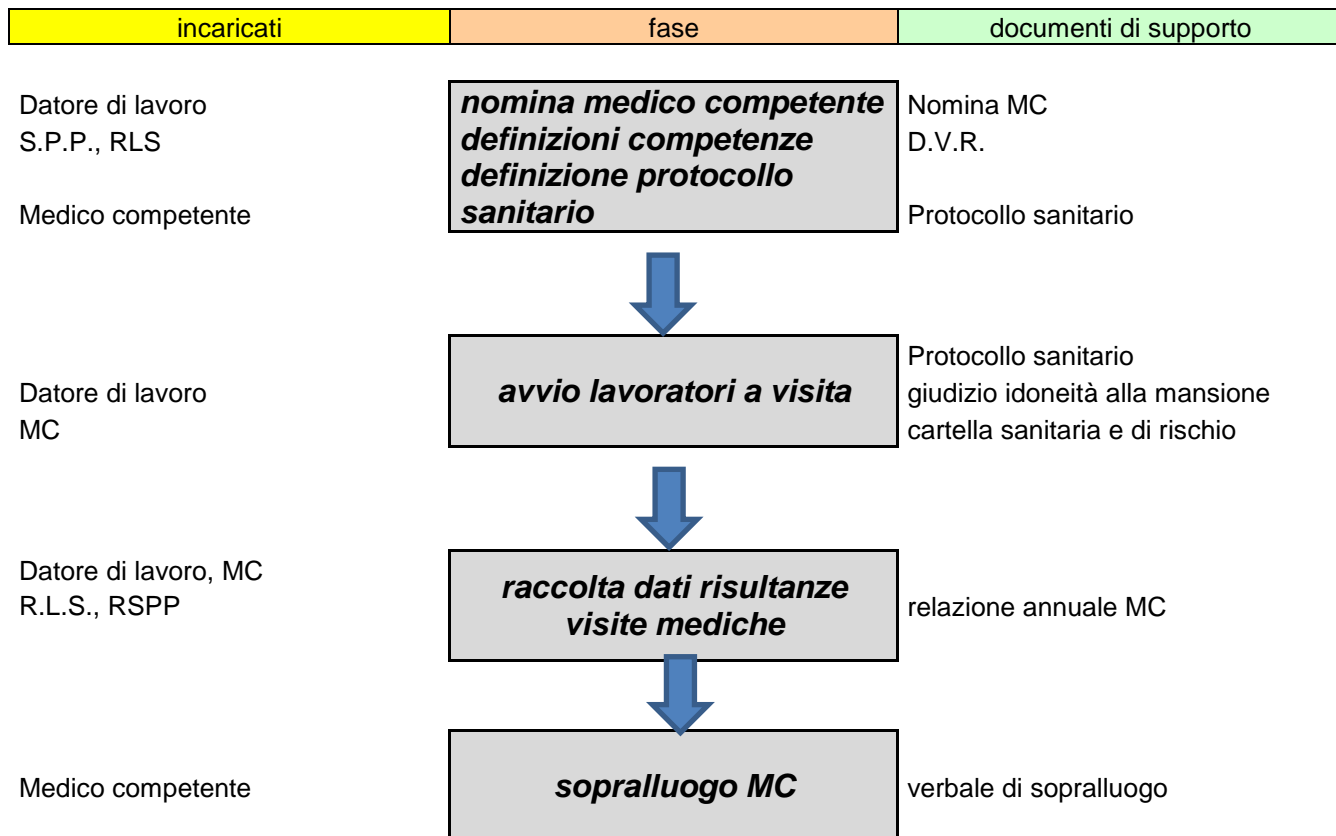 incaricati
fase
documenti di supporto
Datore di lavoro
S.P.P., RLS
Medico competente
nomina medico competente
definizioni competenze
definizione protocollo
sanitario
Nomina MC
D.V.R.
Protocollo sanitario
Datore di lavoro
MC
avvio lavoratori a visita
Protocollo sanitario
giudizio idoneità alla mansione
cartella sanitaria e di rischio
Datore di lavoro, MC
R.L.S., RSPP
raccolta dati risultanze
visite mediche
relazione annuale MC
Medico competente
sopralluogo MC
verbale di sopralluogo